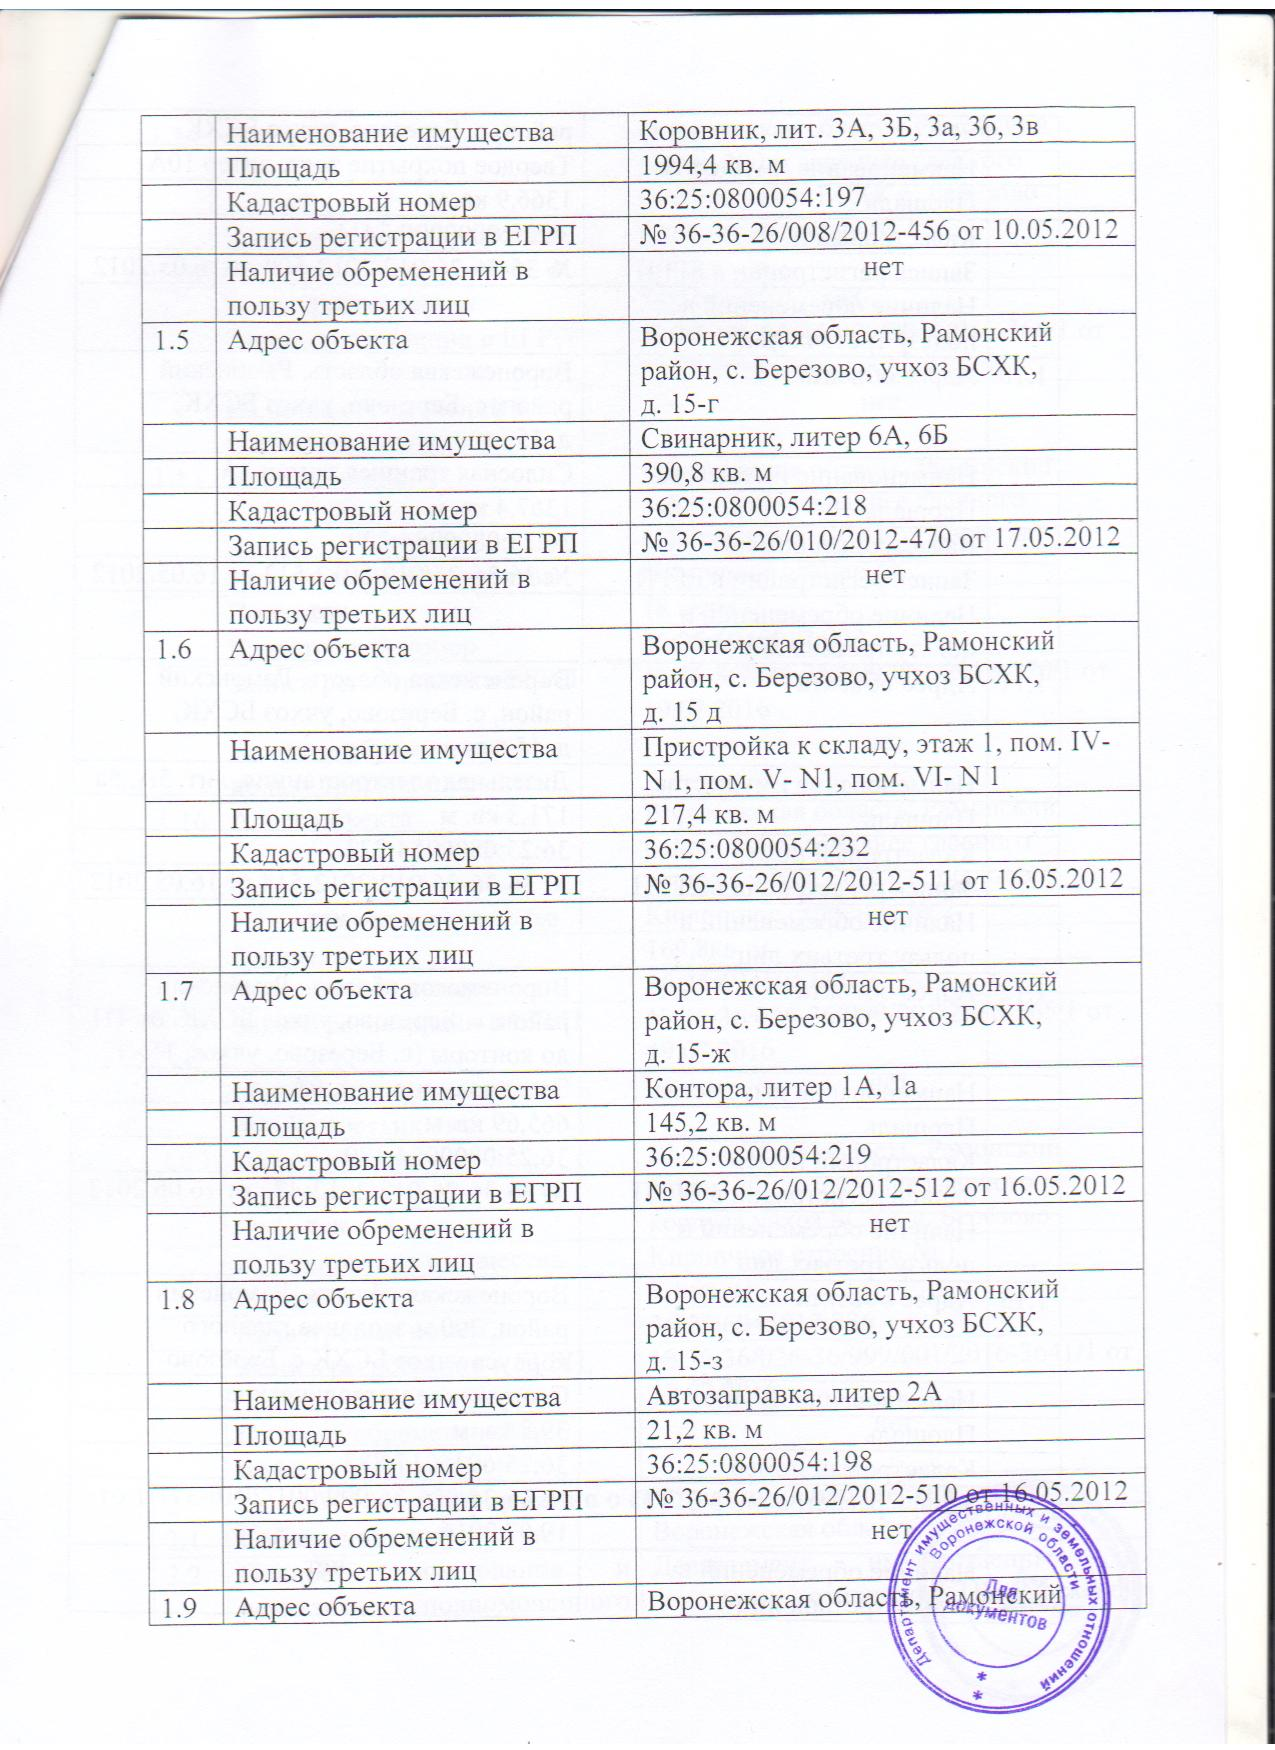 Наименование имущества Коровник, лит. 3А, 3Б, 3а, 3б, 3в
Площадь 1994,4 кв. м
Кадастровый номер 36:25:0800054:197
Запись регистрации в ЕГРП № 36-36-26/008/2012-456 от 10.05.2012
Наличие обременений в нет
пользу третьих лиц
1.5 Адрес объекта Воронежская область, Рамонский
район, с. Березово, учхоз БСХК,
д. 15-г
Наименование имущества Свинарник, литер 6А, 6Б
Площадь 390,8 кв. м
Кадастровый номер 36:25:0800054:218
Запись регистрации в ЕГРП № 36-36-26/010/2012-470 от 17.05.2012
Наличие обременений в нет
пользу третьих лиц
1.6 Адрес объекта Воронежская область, Рамонский
район, с. Березово, учхоз БСХК,
д. 15 д
Наименование имущества Пристройка к складу, этаж 1, пом. IV-
N 1, пом. V- N1, пом. VI- N 1
Площадь 217,4 кв. м
Кадастровый номер 36:25:0800054:232
Запись регистрации в ЕГРП № 36-36-26/012/2012-511 от 16.05.2012
Наличие обременений в нет
пользу третьих лиц
1.7 Адрес объекта Воронежская область, Рамонский
район, с. Березово, учхоз БСХК,
д. 15-ж
Наименование имущества Контора, литер 1А, 1а
Площадь 145,2 кв. м
Кадастровый номер 36:25:0800054:219
Запись регистрации в ЕГРП № 36-36-26/012/2012-512 от 16.05.2012
Наличие обременений в нет
пользу третьих лиц
1.8 Адрес объекта Воронежская область, Рамонский
район, с. Березово, учхоз БСХК,
д. 15-з
Наименование имущества Автозаправка, литер 2А
Площадь 21,2 кв. м
Кадастровый номер 36:25:0800054:198
Запись регистрации в ЕГРП № 36-36-26/012/2012-510 от 16.05.2012
Наличие обременений в нет
пользу третьих лиц
1.9 Адрес объекта Воронежская область, Рамонский
Департамент имущественных и земельных отношений
Воронежской области
Для
документов